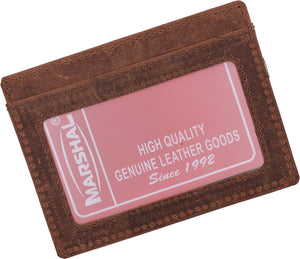 MARSHAL®
HIGH QUALITY
GENUINE LEATHER GOODS
Since 1992